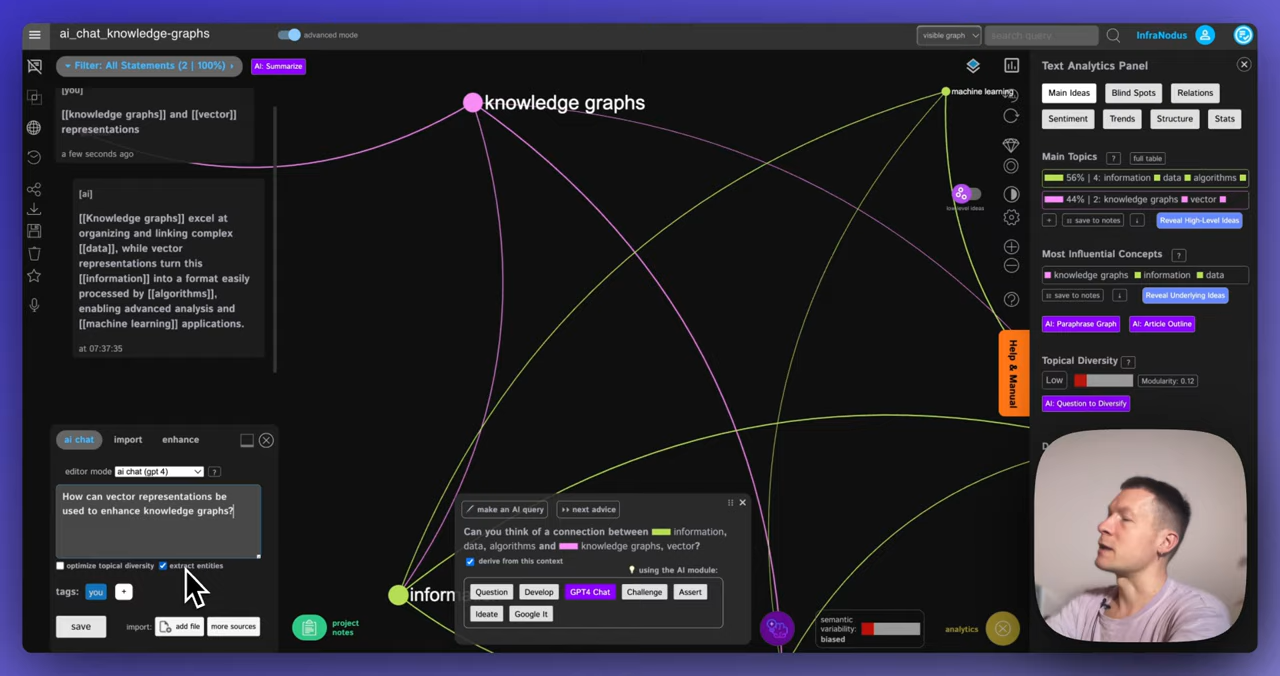 ai_chat_knowledge-graphs
advanced mode
visible graph
search query
InfraNodus
Filter: All Statements (2 | 100%)
AI: Summarize
[you]
[[knowledge graphs]] and [[vector]]
representations
a few seconds ago
[ai]
[[Knowledge graphs]] excel at
organizing and linking complex
[[data]], while vector
representations turn this
[[information]] into a format easily
processed by [[algorithms]],
enabling advanced analysis and
[[machine learning]] applications.
at 07:37:35
ai chat
import
enhance
editor mode
ai chat (gpt 4)
?
How can vector representations be
used to enhance knowledge graphs?
optimize topical diversity
extract entities
tags:
you
+
save
import:
add file
more sources
knowledge graphs
machine learning
low-level ideas
Help & Manual
project
notes
make an AI query
next advice
Can you think of a connection between information,
data, algorithms and knowledge graphs, vector?
derive from this context
using the AI module:
Question
Develop
GPT4 Chat
Challenge
Assert
Ideate
Google It
semantic
variability:
biased
analytics
Text Analytics Panel
Main Ideas
Blind Spots
Relations
Sentiment
Trends
Structure
Stats
Main Topics
?
full table
56% | 4: information data algorithms
44% | 2: knowledge graphs vector
+
:: save to notes
↓
Reveal High-Level Ideas
Most Influential Concepts
?
knowledge graphs information data
:: save to notes
↓
Reveal Underlying Ideas
AI: Paraphrase Graph
AI: Article Outline
Topical Diversity
?
Low
Modularity: 0.12
AI: Question to Diversify